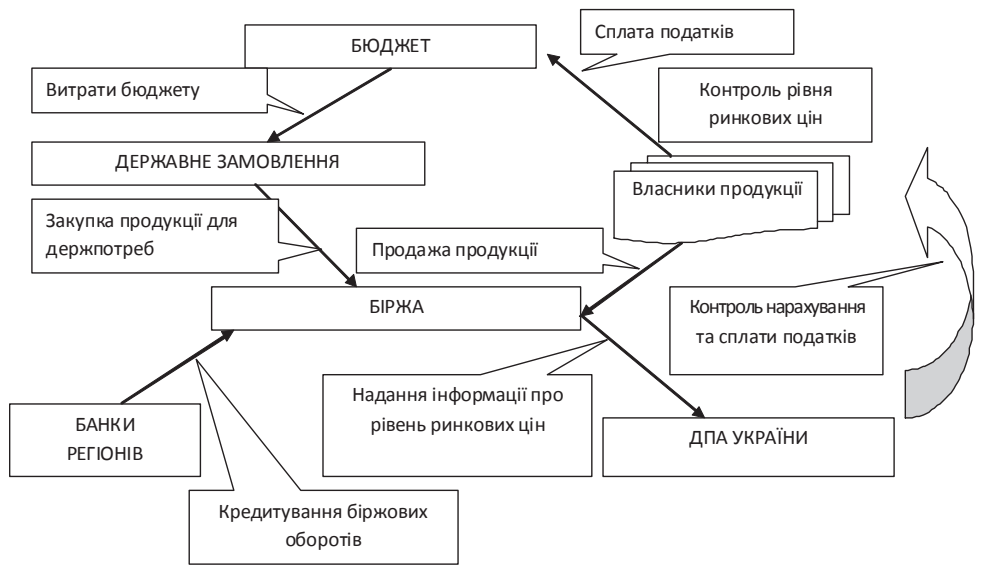 БЮДЖЕТ
Сплата податків
Витрати бюджету
Контроль рівня
ринкових цін
ДЕРЖАВНЕ ЗАМОВЛЕННЯ
Власники продукції
Закупка продукції для
держпотреб
Продажа продукції
БІРЖА
Контроль нарахування
та сплати податків
Надання інформації про
рівень ринкових цін
БАНКИ
РЕГІОНІВ
ДПА УКРАЇНИ
Кредитування біржових
оборотів